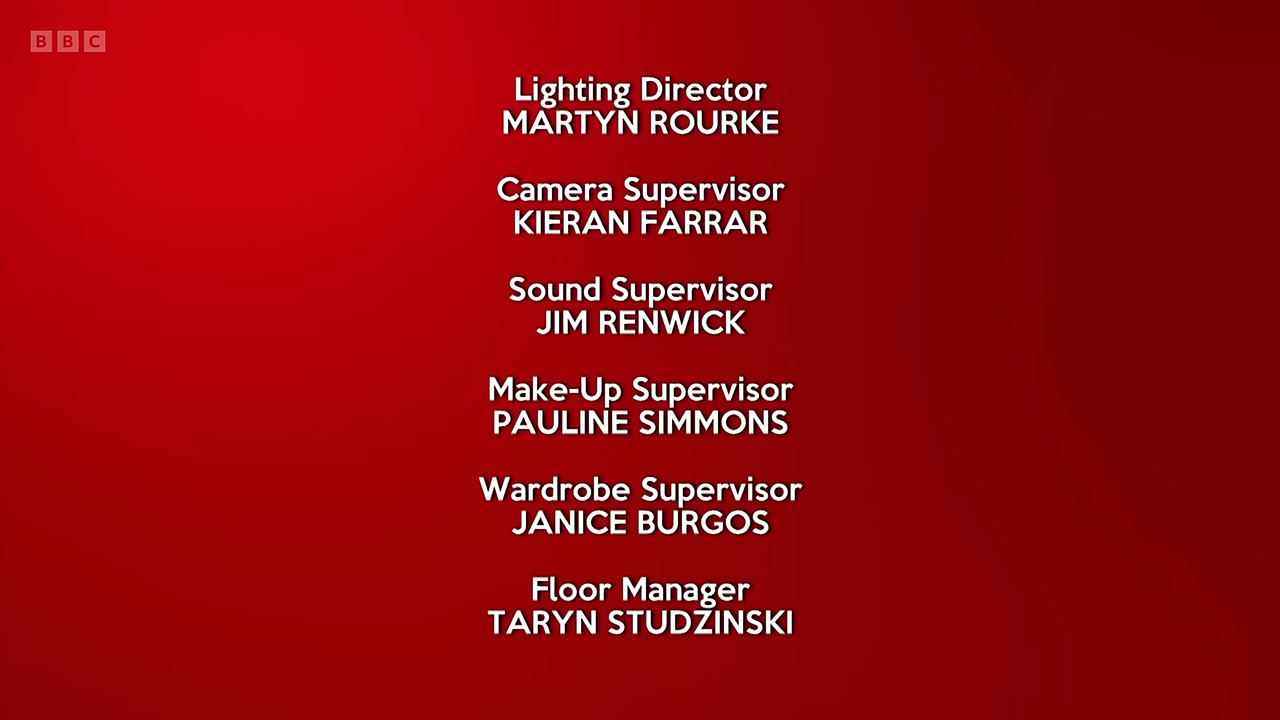 BBC
Lighting Director
MARTYN ROURKE
Camera Supervisor
KIERAN FARRAR
Sound Supervisor
JIM RENWICK
Make-Up Supervisor
PAULINE SIMMONS
Wardrobe Supervisor
JANICE BURGOS
Floor Manager
TARYN STUDZINSKI